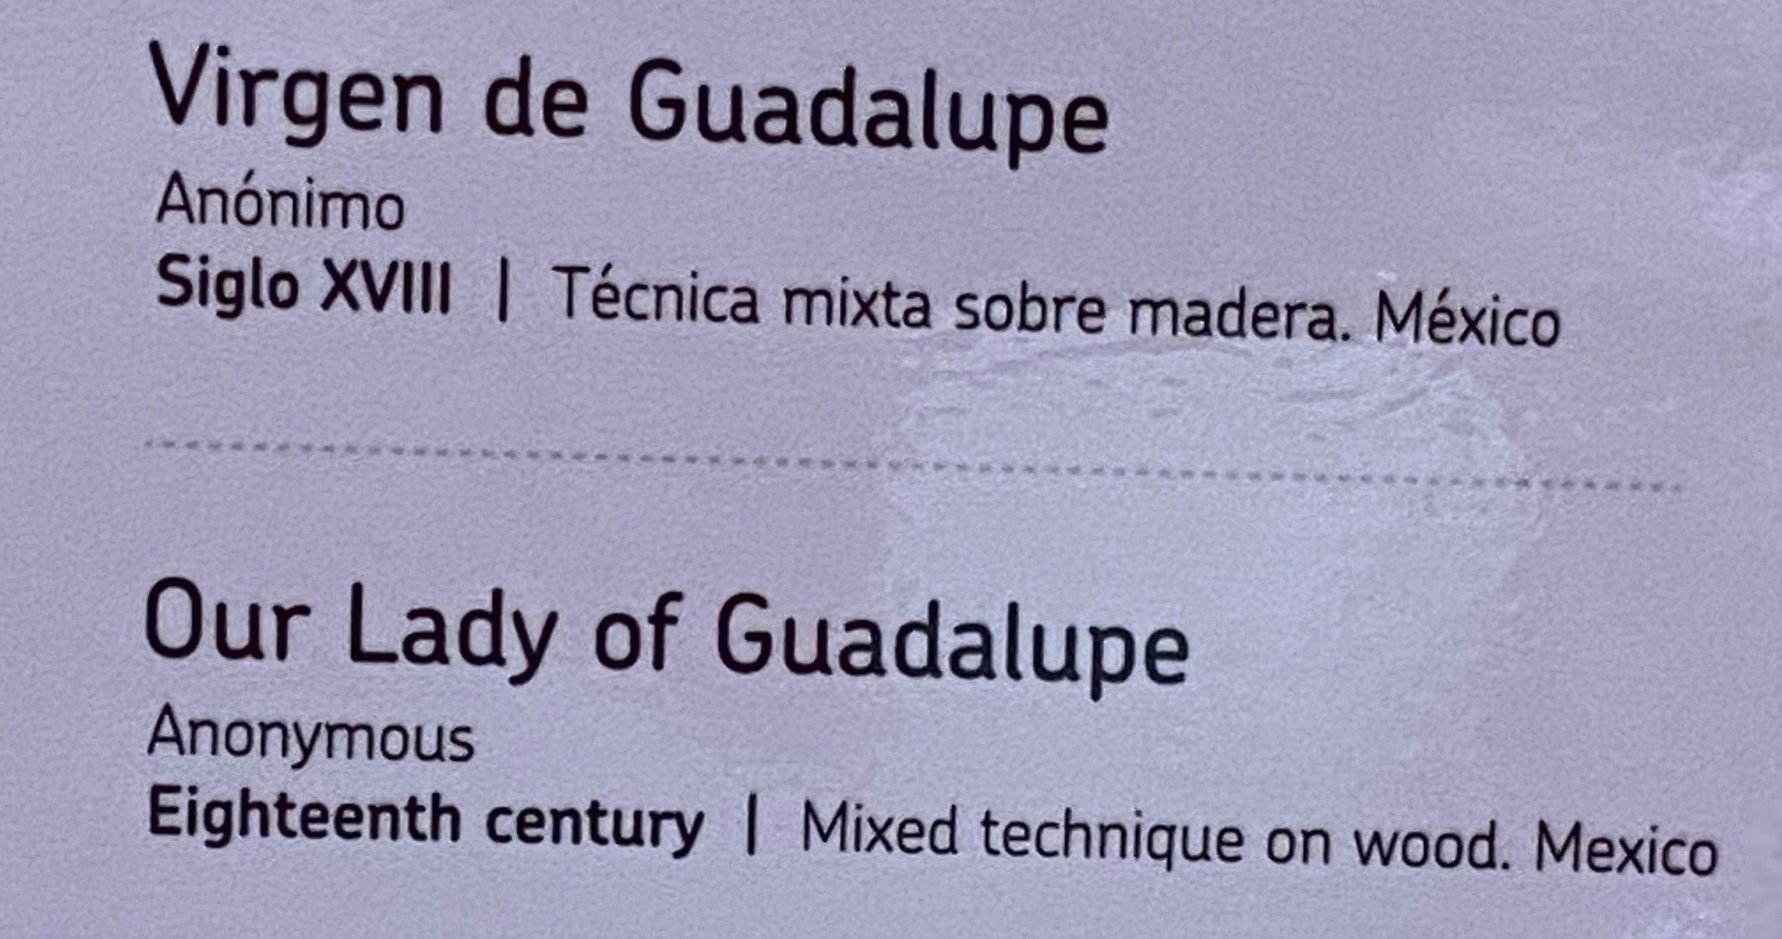 Virgen de Guadalupe
Anónimo
Siglo XVIII | Técnica mixta sobre madera. México
Our Lady of Guadalupe
Anonymous
Eighteenth century | Mixed technique on wood. Mexico